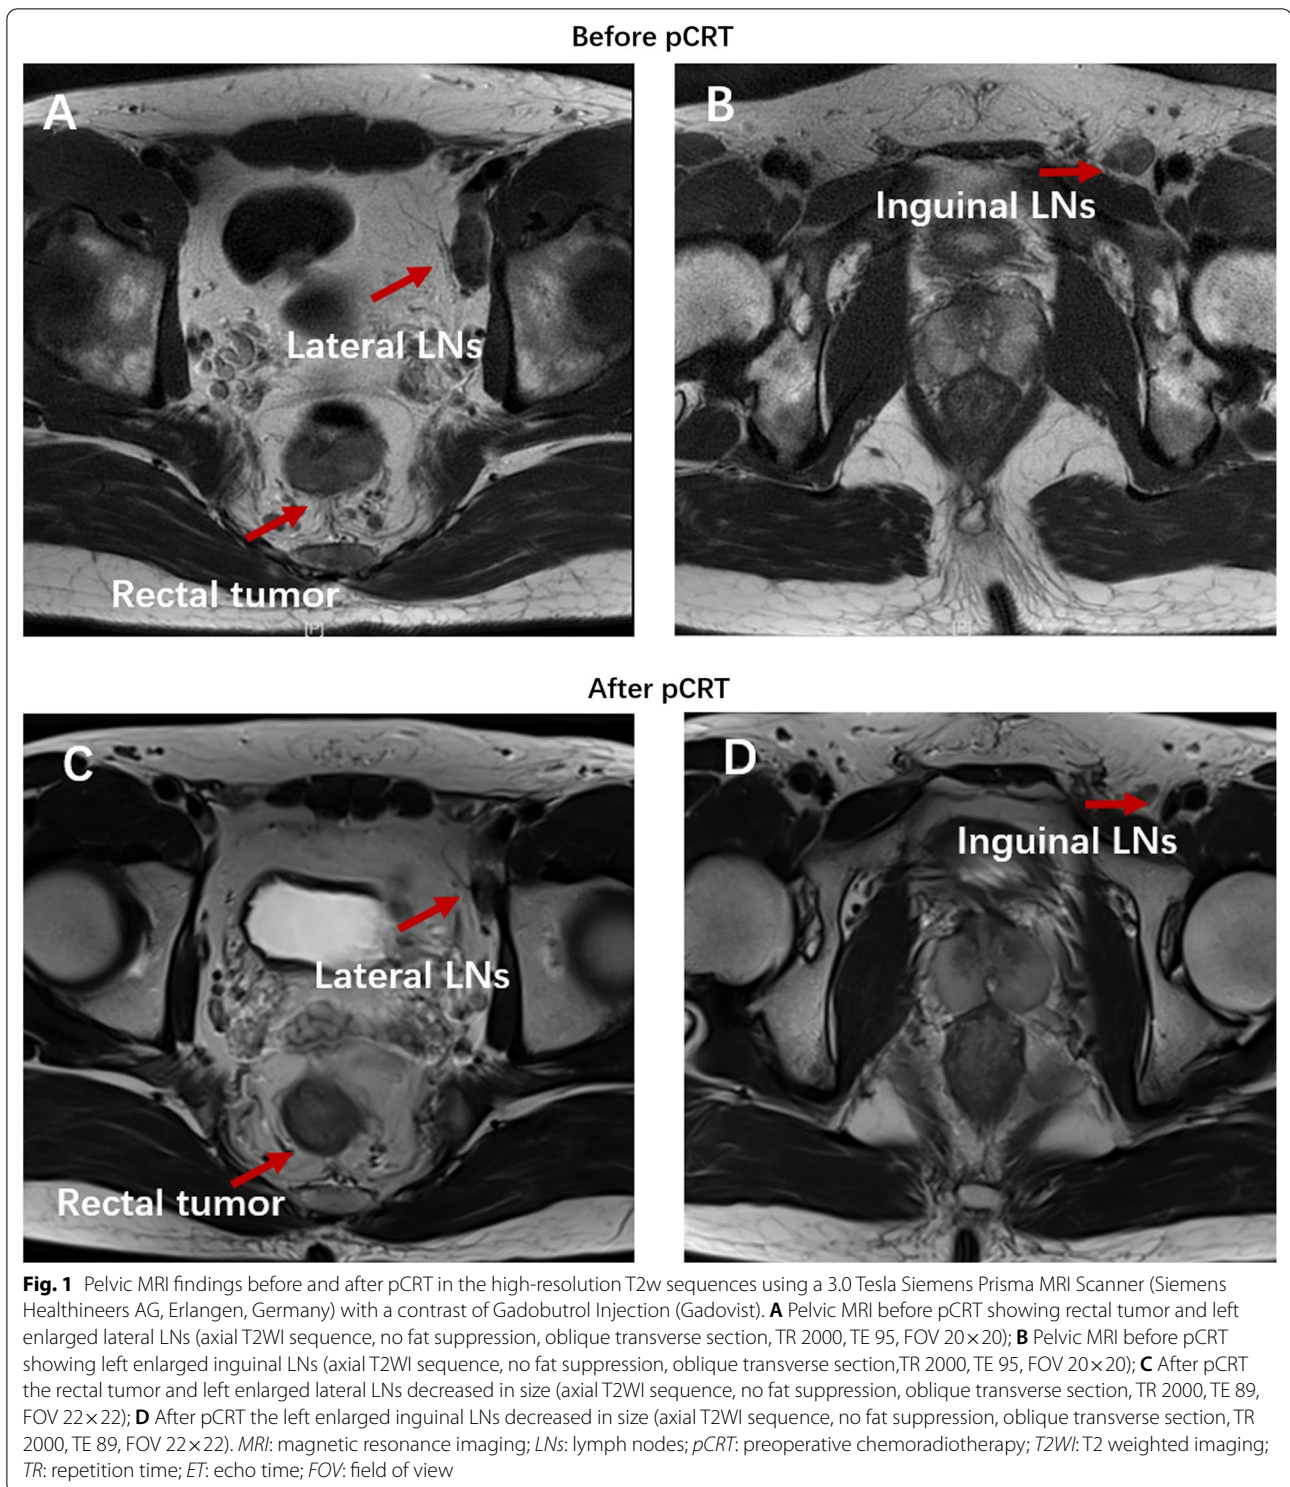 Before pCRT
A
B
Inguinal LNs
Lateral LNs
Rectal tumor
[P]
[P]
After pCRT
C
D
Inguinal LNs
Lateral LNs
Rectal tumor
Fig. 1 Pelvic MRI findings before and after pCRT in the high-resolution T2w sequences using a 3.0 Tesla Siemens Prisma MRI Scanner (Siemens
Healthineers AG, Erlangen, Germany) with a contrast of Gadobutrol Injection (Gadovist). A Pelvic MRI before pCRT showing rectal tumor and left
enlarged lateral LNs (axial T2WI sequence, no fat suppression, oblique transverse section, TR 2000, TE 95, FOV 20×20); B Pelvic MRI before pCRT
showing left enlarged inguinal LNs (axial T2WI sequence, no fat suppression, oblique transverse section,TR 2000, TE 95, FOV 20×20); C After pCRT
the rectal tumor and left enlarged lateral LNs decreased in size (axial T2WI sequence, no fat suppression, oblique transverse section, TR 2000, TE 89,
FOV 22×22); D After pCRT the left enlarged inguinal LNs decreased in size (axial T2WI sequence, no fat suppression, oblique transverse section, TR
2000, TE 89, FOV 22×22). MRI: magnetic resonance imaging; LNs: lymph nodes; pCRT: preoperative chemoradiotherapy; T2WI: T2 weighted imaging;
TR: repetition time; ET: echo time; FOV: field of view